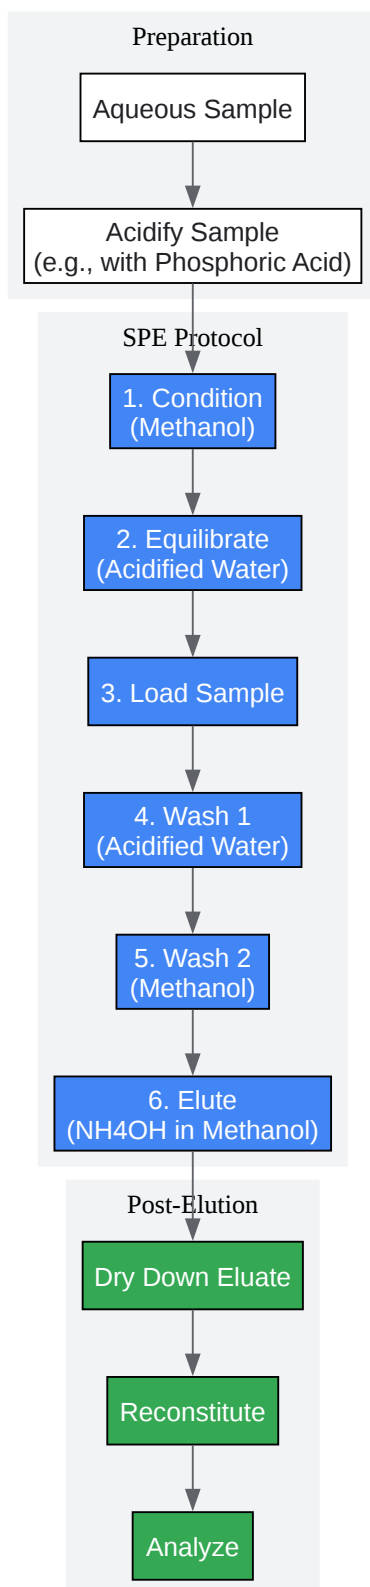 Preparation
Aqueous Sample
Acidify Sample
(e.g., with Phosphoric Acid)
SPE Protocol
1. Condition
(Methanol)
2. Equilibrate
(Acidified Water)
3. Load Sample
4. Wash 1
(Acidified Water)
5. Wash 2
(Methanol)
6. Elute
(NH4OH in Methanol)
Post-Elution
Dry Down Eluate
Reconstitute
Analyze